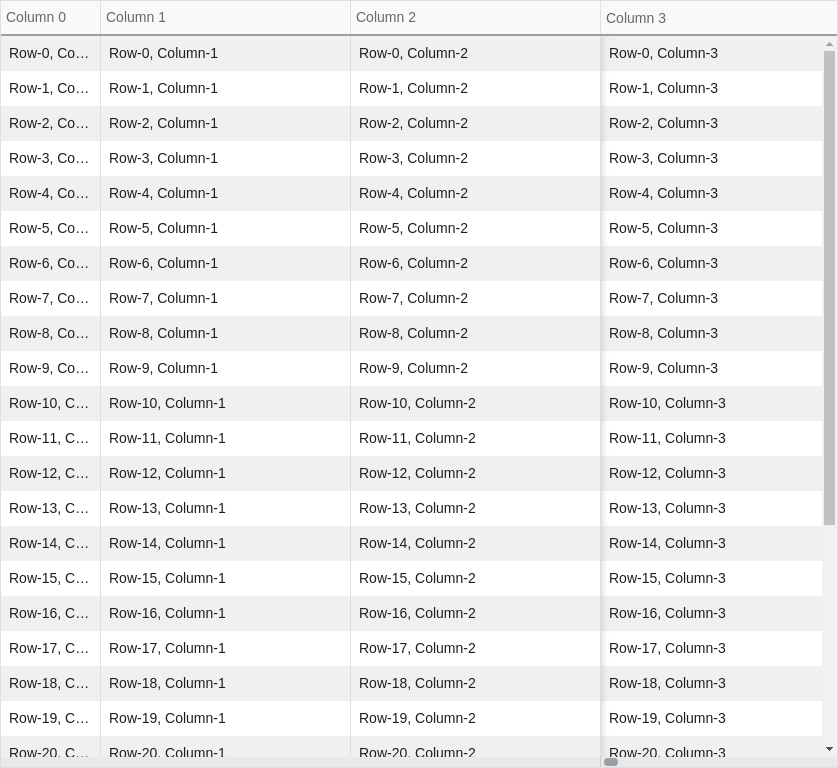 Column 0 Column 1 Column 2 Column 3
Row-0, Co... Row-0, Column-1 Row-0, Column-2 Row-0, Column-3
Row-1, Co... Row-1, Column-1 Row-1, Column-2 Row-1, Column-3
Row-2, Co... Row-2, Column-1 Row-2, Column-2 Row-2, Column-3
Row-3, Co... Row-3, Column-1 Row-3, Column-2 Row-3, Column-3
Row-4, Co... Row-4, Column-1 Row-4, Column-2 Row-4, Column-3
Row-5, Co... Row-5, Column-1 Row-5, Column-2 Row-5, Column-3
Row-6, Co... Row-6, Column-1 Row-6, Column-2 Row-6, Column-3
Row-7, Co... Row-7, Column-1 Row-7, Column-2 Row-7, Column-3
Row-8, Co... Row-8, Column-1 Row-8, Column-2 Row-8, Column-3
Row-9, Co... Row-9, Column-1 Row-9, Column-2 Row-9, Column-3
Row-10, C... Row-10, Column-1 Row-10, Column-2 Row-10, Column-3
Row-11, C... Row-11, Column-1 Row-11, Column-2 Row-11, Column-3
Row-12, C... Row-12, Column-1 Row-12, Column-2 Row-12, Column-3
Row-13, C... Row-13, Column-1 Row-13, Column-2 Row-13, Column-3
Row-14, C... Row-14, Column-1 Row-14, Column-2 Row-14, Column-3
Row-15, C... Row-15, Column-1 Row-15, Column-2 Row-15, Column-3
Row-16, C... Row-16, Column-1 Row-16, Column-2 Row-16, Column-3
Row-17, C... Row-17, Column-1 Row-17, Column-2 Row-17, Column-3
Row-18, C... Row-18, Column-1 Row-18, Column-2 Row-18, Column-3
Row-19, C... Row-19, Column-1 Row-19, Column-2 Row-19, Column-3
Row-20, C... Row-20, Column-1 Row-20, Column-2 Row-20, Column-3